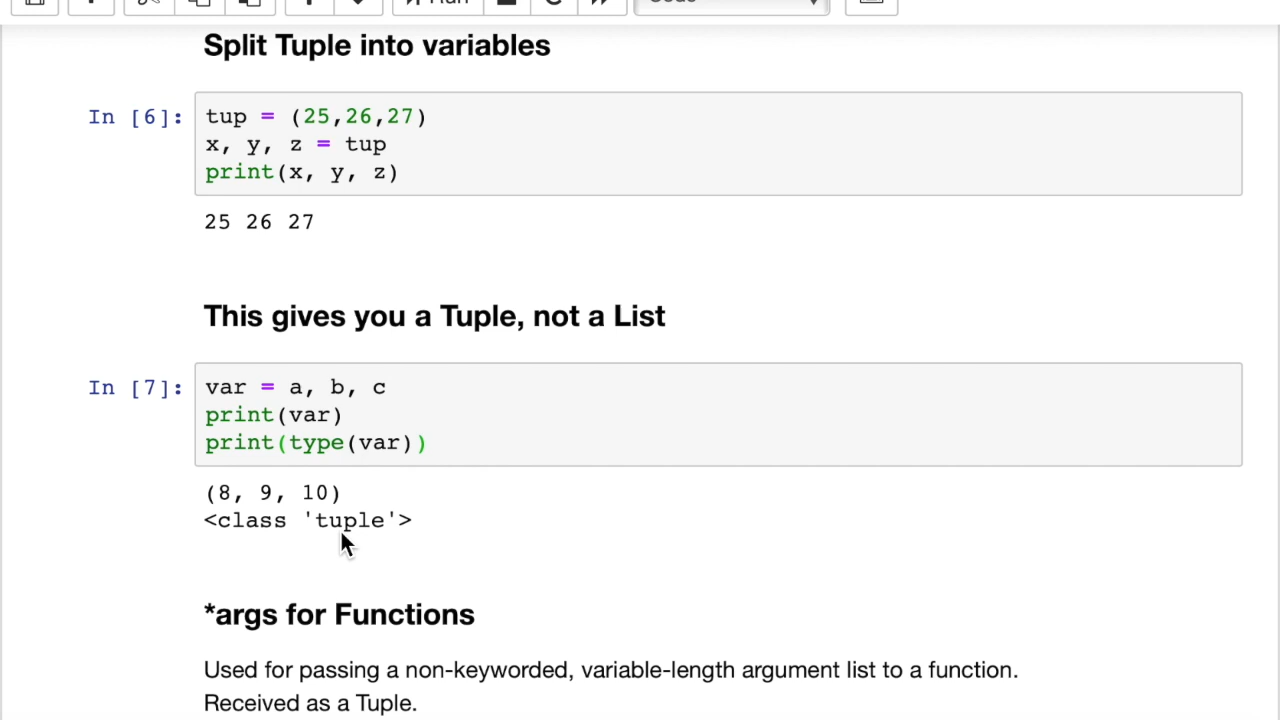 Split Tuple into variables
In [6]:
tup = (25,26,27)
x, y, z = tup
print(x, y, z)
25 26 27
This gives you a Tuple, not a List
In [7]:
var = a, b, c
print(var)
print(type(var))
(8, 9, 10)
<class 'tuple'>
*args for Functions
Used for passing a non-keyworded, variable-length argument list to a function.
Received as a Tuple.